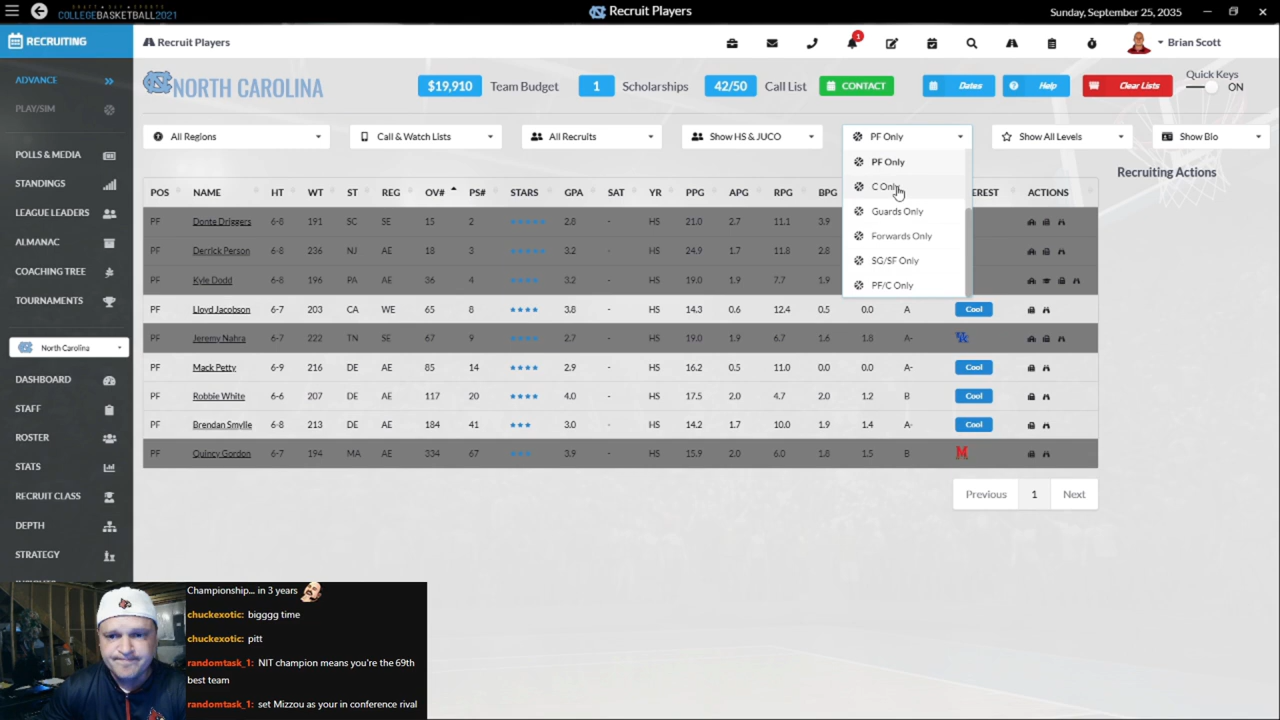 DRAFT DAY SPORTS
COLLEGEBASKETBALL2021
Recruit Players
Sunday, September 25, 2035
RECRUITING
Recruit Players
1
Brian Scott
ADVANCE
PLAY/SIM
POLLS & MEDIA
STANDINGS
LEAGUE LEADERS
ALMANAC
COACHING TREE
TOURNAMENTS
North Carolina
DASHBOARD
STAFF
ROSTER
STATS
RECRUIT CLASS
DEPTH
STRATEGY
NORTH CAROLINA
$19,910 Team Budget 1 Scholarships 42/50 Call List CONTACT Dates Help Clear Lists
Quick Keys
ON
All Regions Call & Watch Lists All Recruits Show HS & JUCO PF Only Show All Levels Show Bio
PF Only
C Only
Guards Only
Forwards Only
SG/SF Only
PF/C Only
Recruiting Actions
POS NAME HT WT ST REG OV# PS# STARS GPA SAT YR PPG APG RPG BPG EREST ACTIONS
PF Donte Driggers 6-8 191 SC SE 15 2 ★★★★★ 2.8 - HS 21.0 2.7 11.1 3.9
PF Derrick Person 6-8 236 NJ AE 18 3 ★★★★★ 3.2 - HS 24.9 1.7 11.8 2.8
PF Kyle Dodd 6-8 196 PA AE 36 4 ★★★★ 3.2 - HS 19.0 1.9 7.7 1.9
PF Lloyd Jacobson 6-7 203 CA WE 65 8 ★★★★ 3.8 - HS 14.3 0.6 12.4 0.5 0.0 A Cool
PF Jeremy Nahra 6-7 222 TN SE 67 9 ★★★★ 3.4 - HS 19.0 1.9 6.7 1.6 1.8 A-
PF Mack Petty 6-9 216 DE AE 85 14 ★★★★ 2.9 - HS 16.2 0.5 11.0 0.0 0.0 A- Cool
PF Robbie White 6-6 207 DE AE 117 20 ★★★★ 4.0 - HS 17.5 2.0 4.7 2.0 1.2 B Cool
PF Brendan Smylie 6-8 213 DE AE 184 41 ★★★ 3.0 - HS 14.2 1.7 10.0 1.9 1.4 A- Cool
PF Quincy Gordon 6-7 194 MA AE 334 67 ★★★ 3.9 - HS 15.9 2.0 6.0 1.8 1.5 B M
Previous 1 Next
Championship... in 3 years
chuckexotic: bigggg time
chuckexotic: pitt
randomtask_1: NIT champion means you're the 69th
best team
randomtask_1: set Mizzou as your in conference rival